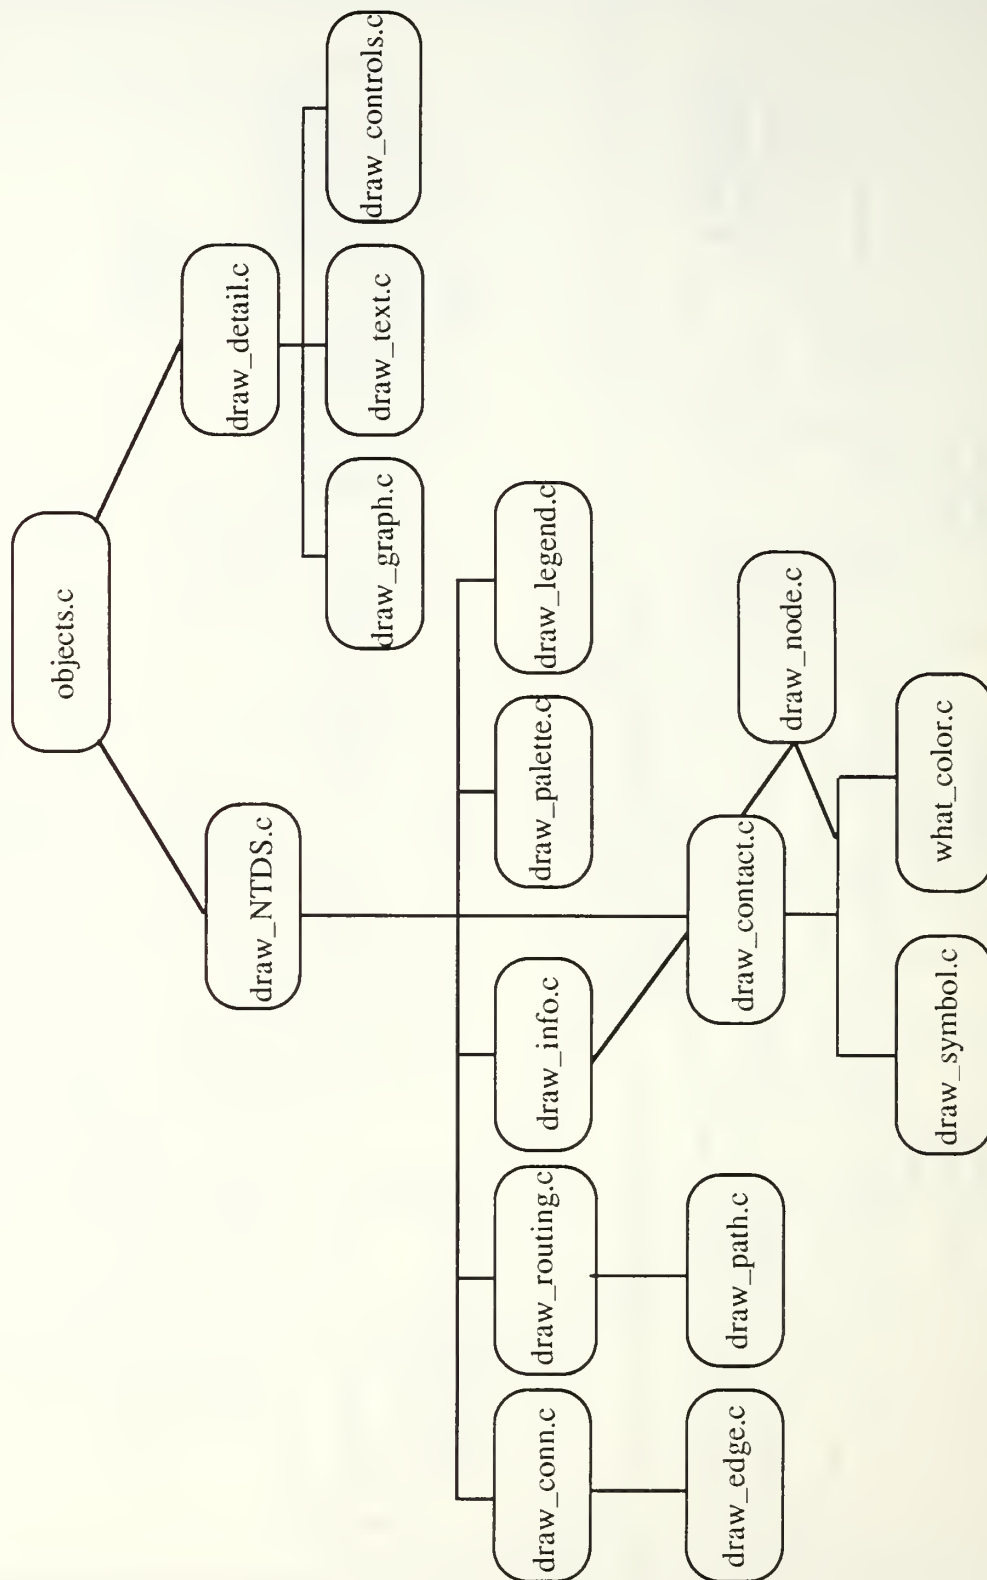 objects.c
draw_NTDS.c
draw_detail.c
draw_graph.c
draw_text.c
draw_controls.c
draw_conn.c
draw_routing.c
draw_info.c
draw_palette.c
draw_legend.c
draw_edge.c
draw_path.c
draw_contact.c
draw_node.c
draw_symbol.c
what_color.c